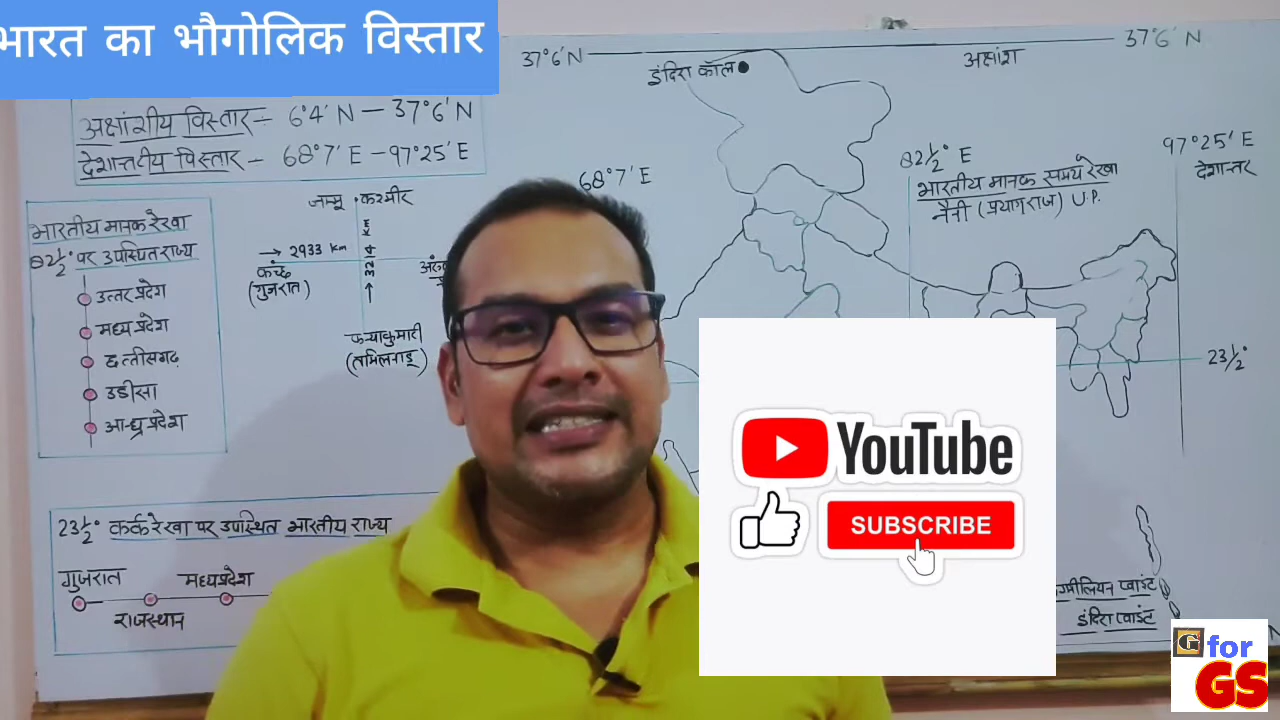 भारत का भौगोलिक विस्तार
37°6' N
37°6' N
अक्षांश
इंदिरा कॉल
अक्षांशीय विस्तार - 6°4' N - 37°6' N
देशान्तरीय विस्तार - 68°7' E - 97°25' E
68°7' E
82½° E
भारतीय मानक समय रेखा
नैनी (प्रयागराज) U.P.
97°25' E
देशान्तर
भारतीय मानक रेखा
82½° पर उपस्थित राज्य
उत्तर प्रदेश
मध्य प्रदेश
छत्तीसगढ़
उडीसा
आन्ध्र प्रदेश
जम्मू कश्मीर
→ 2933 km
3214 km
कच्छ
(गुजरात)
कन्याकुमारी
(तमिलनाडू)
23½°
YouTube
SUBSCRIBE
23½° कर्क रेखा पर उपस्थित भारतीय राज्य
गुजरात
राजस्थान
मध्यप्रदेश
प्वाइंट
इंदिरा प्वाइंट
G for
GS